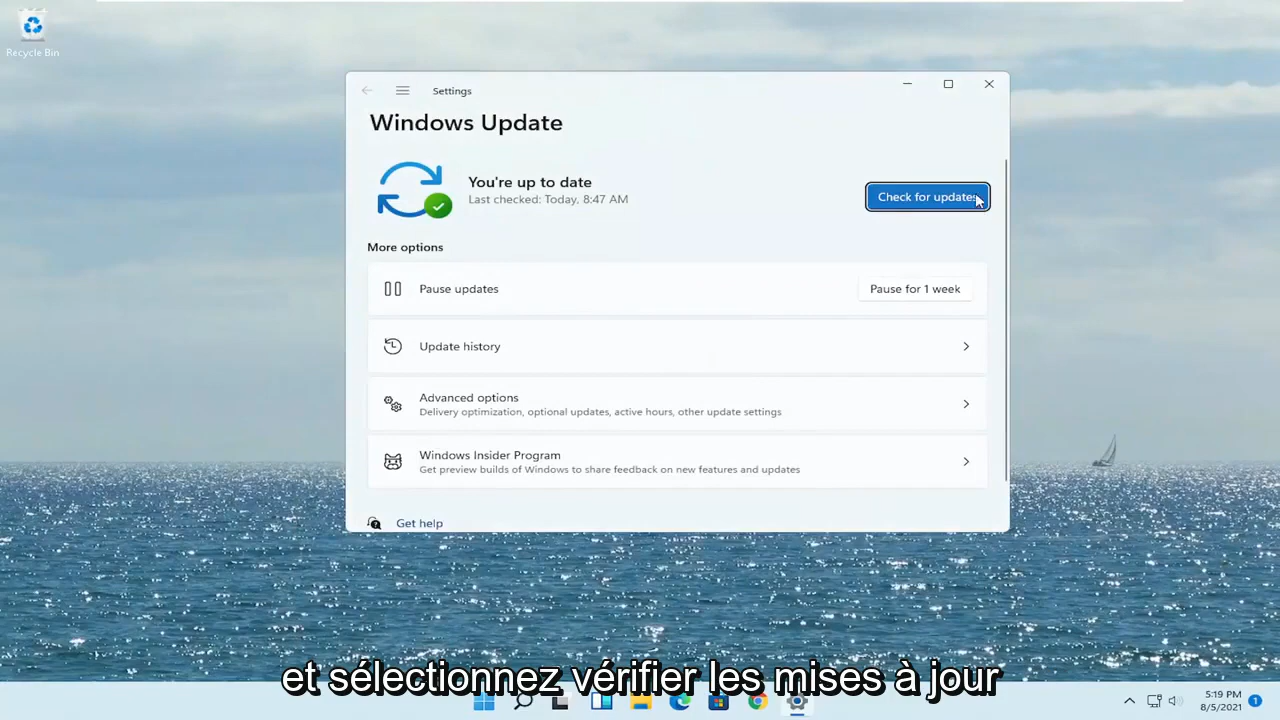 Recycle Bin
Settings
Windows Update
You're up to date
Last checked: Today, 8:47 AM
Check for updates
More options
Pause updates
Pause for 1 week
Update history
Advanced options
Delivery optimization, optional updates, active hours, other update settings
Windows Insider Program
Get preview builds of Windows to share feedback on new features and updates
Get help
et sélectionnez vérifier les mises à jour
5:19 PM
8/5/2021
1